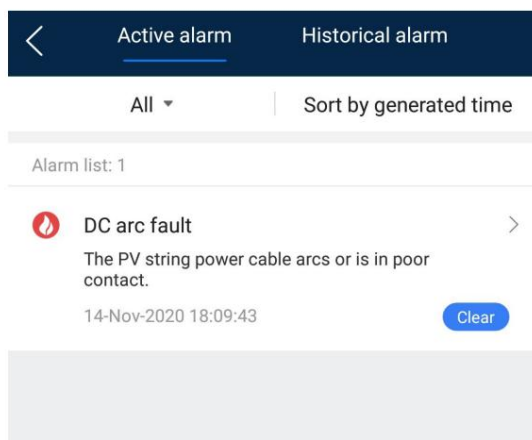 Active alarm Historical alarm
All Sort by generated time
Alarm list: 1
DC arc fault
The PV string power cable arcs or is in poor
contact.
14-Nov-2020 18:09:43 Clear